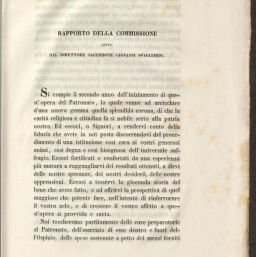 RAPPORTO DELLA COMMISSIONE
LETTO
DAL DIRETTORE SACERDOTE GIOVANNI SPAGLIARDI.
Si compie il secondo anno dall'iniziamento di que-
st'opera del Patronato, la quale venne ad arricchire
d'una nuova gemma quella splendida corona, di che la
carità religiosa e cittadina fa sì nobile serto alla patria
nostra. Ed eccoci, o Signori, a rendervi conto della
fiducia che avete in noi posta discorrendovi del procedi-
mento di una istituzione così cara ai vostri generosi
animi, così degna e così bisognosa dell'universale suf-
fragio. Eccoci fortificati e confortati da una esperienza
più matura a ragguagliarvi dei risultati ottenuti, a dirvi
delle nostre speranze, dei nostri desiderii, delle nostre
apprensioni. Eccoci a tesservi la gioconda storia del
bene che avete fatto, e ad offrirvi la prospettiva di quel
maggiore che potrete fare, nell'intento di rinfervorare
il vostro zelo, e di crescere il vostro affetto a que-
st'opera sì provvida e santa.
Noi toccheremo partitamente delle cure preparatorie
al Patronato, dell'esercizio di esso dentro e fuori del-
l'Ospizio, delle spese sostenute a petto dei mezzi forniti